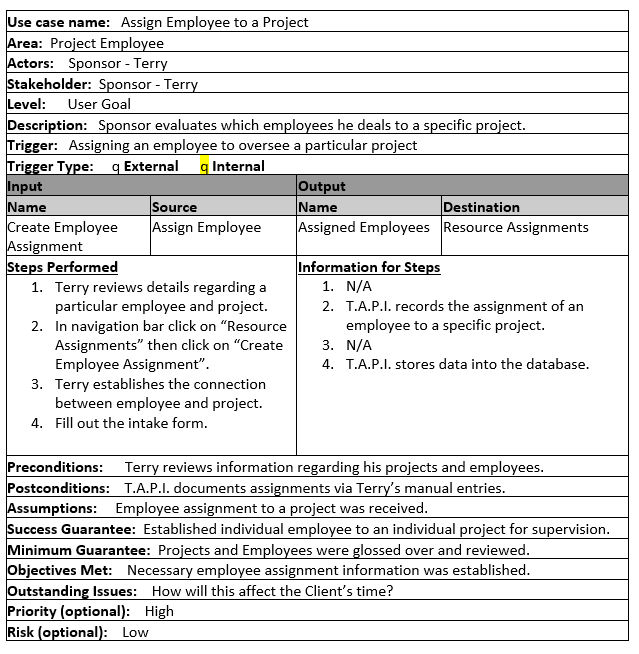 Use case name: Assign Employee to a Project
Area: Project Employee
Actors: Sponsor - Terry
Stakeholder: Sponsor - Terry
Level: User Goal
Description: Sponsor evaluates which employees he deals to a specific project.
Trigger: Assigning an employee to oversee a particular project
Trigger Type: q External q Internal
Input Output
Name Source Name Destination
Create Employee Assignment Assign Employee Assigned Employees Resource Assignments
Steps Performed
1. Terry reviews details regarding a
particular employee and project.
2. In navigation bar click on “Resource
Assignments” then click on “Create
Employee Assignment”.
3. Terry establishes the connection
between employee and project.
4. Fill out the intake form.
Information for Steps
1. N/A
2. T.A.P.I. records the assignment of an
employee to a specific project.
3. N/A
4. T.A.P.I. stores data into the database.
Preconditions: Terry reviews information regarding his projects and employees.
Postconditions: T.A.P.I. documents assignments via Terry’s manual entries.
Assumptions: Employee assignment to a project was received.
Success Guarantee: Established individual employee to an individual project for supervision.
Minimum Guarantee: Projects and Employees were glossed over and reviewed.
Objectives Met: Necessary employee assignment information was established.
Outstanding Issues: How will this affect the Client’s time?
Priority (optional): High
Risk (optional): Low